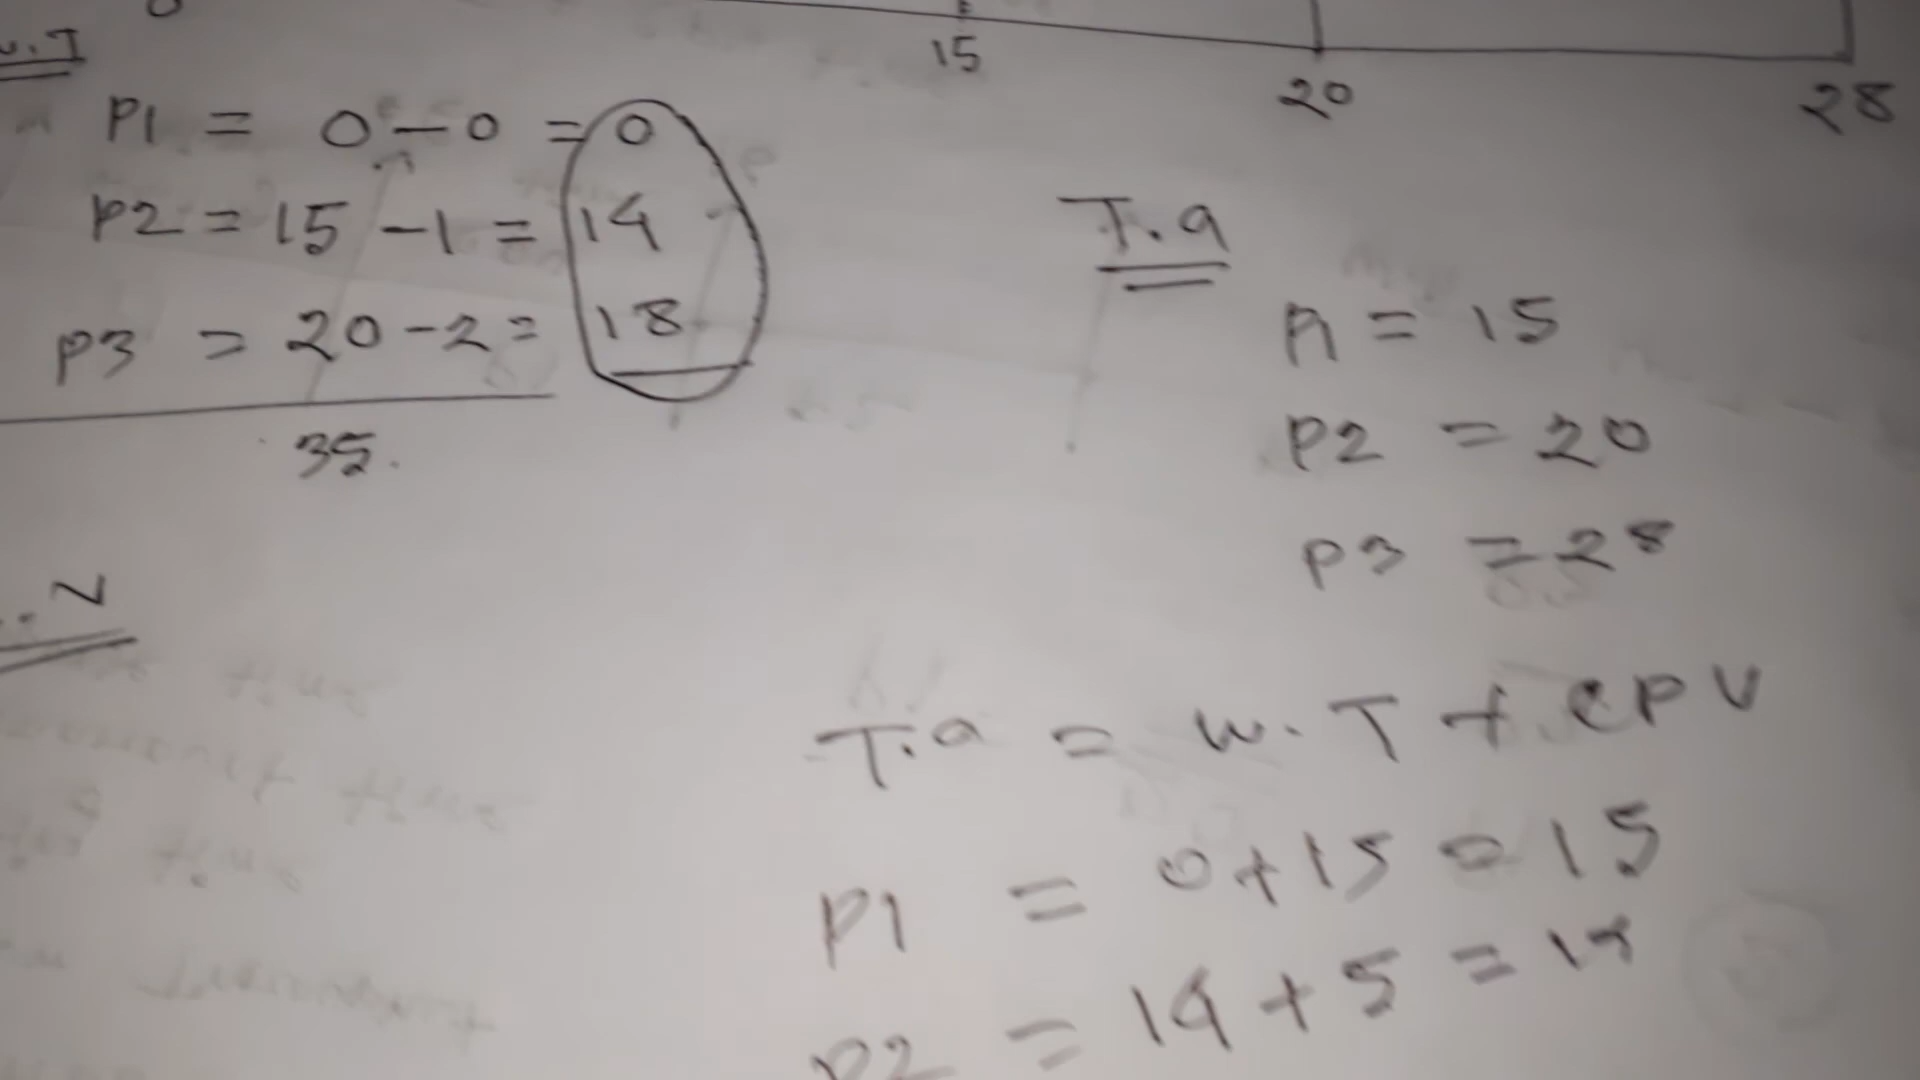 15 20 28
w.T
P1 = 0 - 0 = 0
P2 = 15 - 1 = 14
P3 = 20 - 2 = 18
35.
T.a
P1 = 15
P2 = 20
P3 = 28
T.a = w.T + CPU
P1 = 0 + 15 = 15
P2 = 14 + 5 = 19